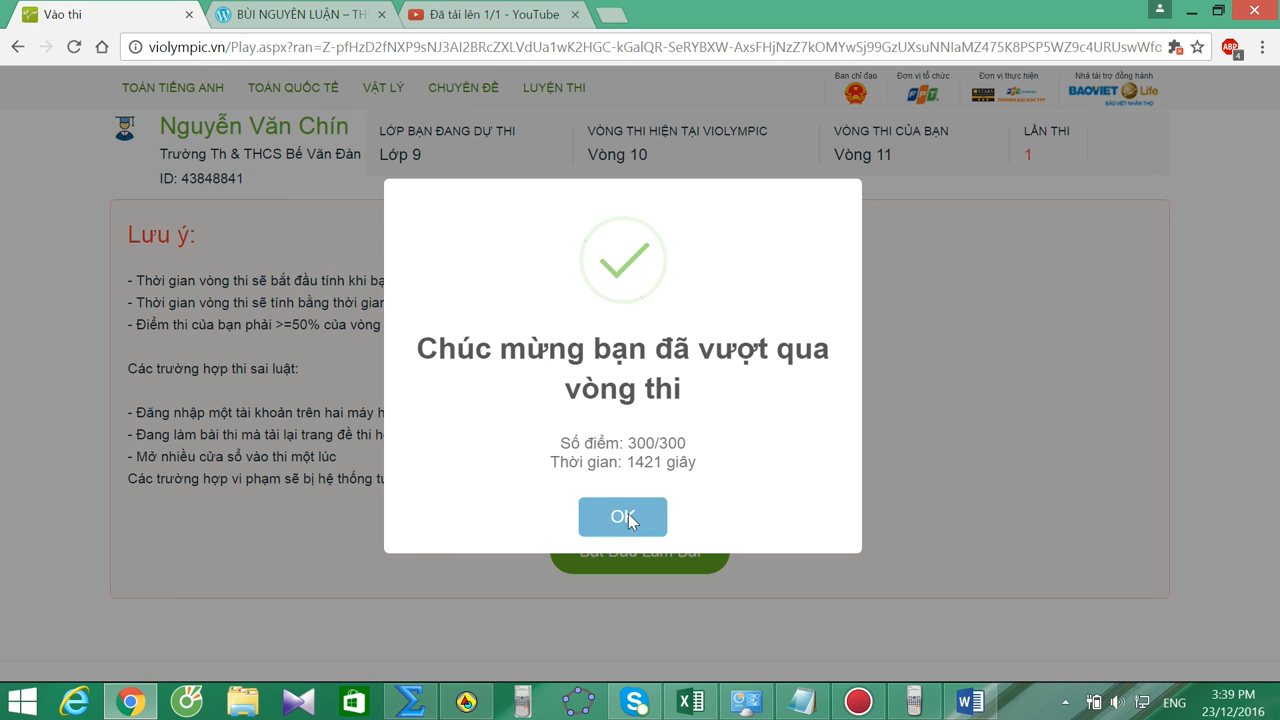 Vào thi
BÙI NGUYÊN LUẬN – TH
Đã tải lên 1/1 - YouTube
violympic.vn/Play.aspx?ran=Z-pfHzD2fNXP9sNJ3AI2BRcZXLVdUa1wK2HGC-kGalQR-SeRYBXW-AxsFHjNzZ7kOMYwSj99GzUXsuNNIaMZ475K8PSP5WZ9c4URUswWfo
ABP
4
TOÁN TIẾNG ANH
TOÁN QUỐC TẾ
VẬT LÝ
CHUYÊN ĐỀ
LUYỆN THI
Ban chỉ đạo
Đơn vị tổ chức
Đơn vị thực hiện
Nhà tài trợ đồng hành
FPT
BAOVIET Life
BẢO VIỆT NHÂN THỌ
Nguyễn Văn Chín
Trường Th & THCS Bế Văn Đàn
ID: 43848841
LỚP BẠN ĐANG DỰ THI
Lớp 9
VÒNG THI HIỆN TẠI VIOLYMPIC
Vòng 10
VÒNG THI CỦA BẠN
Vòng 11
LẦN THI
1
Lưu ý:
- Thời gian vòng thi sẽ bắt đầu tính khi bạ
- Thời gian vòng thi sẽ tính bằng thời gian
- Điểm thi của bạn phải >=50% của vòng
Các trường hợp thi sai luật:
- Đăng nhập một tài khoản trên hai máy h
- Đang làm bài thi mà tải lại trang đề thi h
- Mở nhiều cửa sổ vào thi một lúc
Các trường hợp vi phạm sẽ bị hệ thống tự
Chúc mừng bạn đã vượt qua
vòng thi
Số điểm: 300/300
Thời gian: 1421 giây
OK
Bắt Đầu Làm Bài
ENG
3:39 PM
23/12/2016